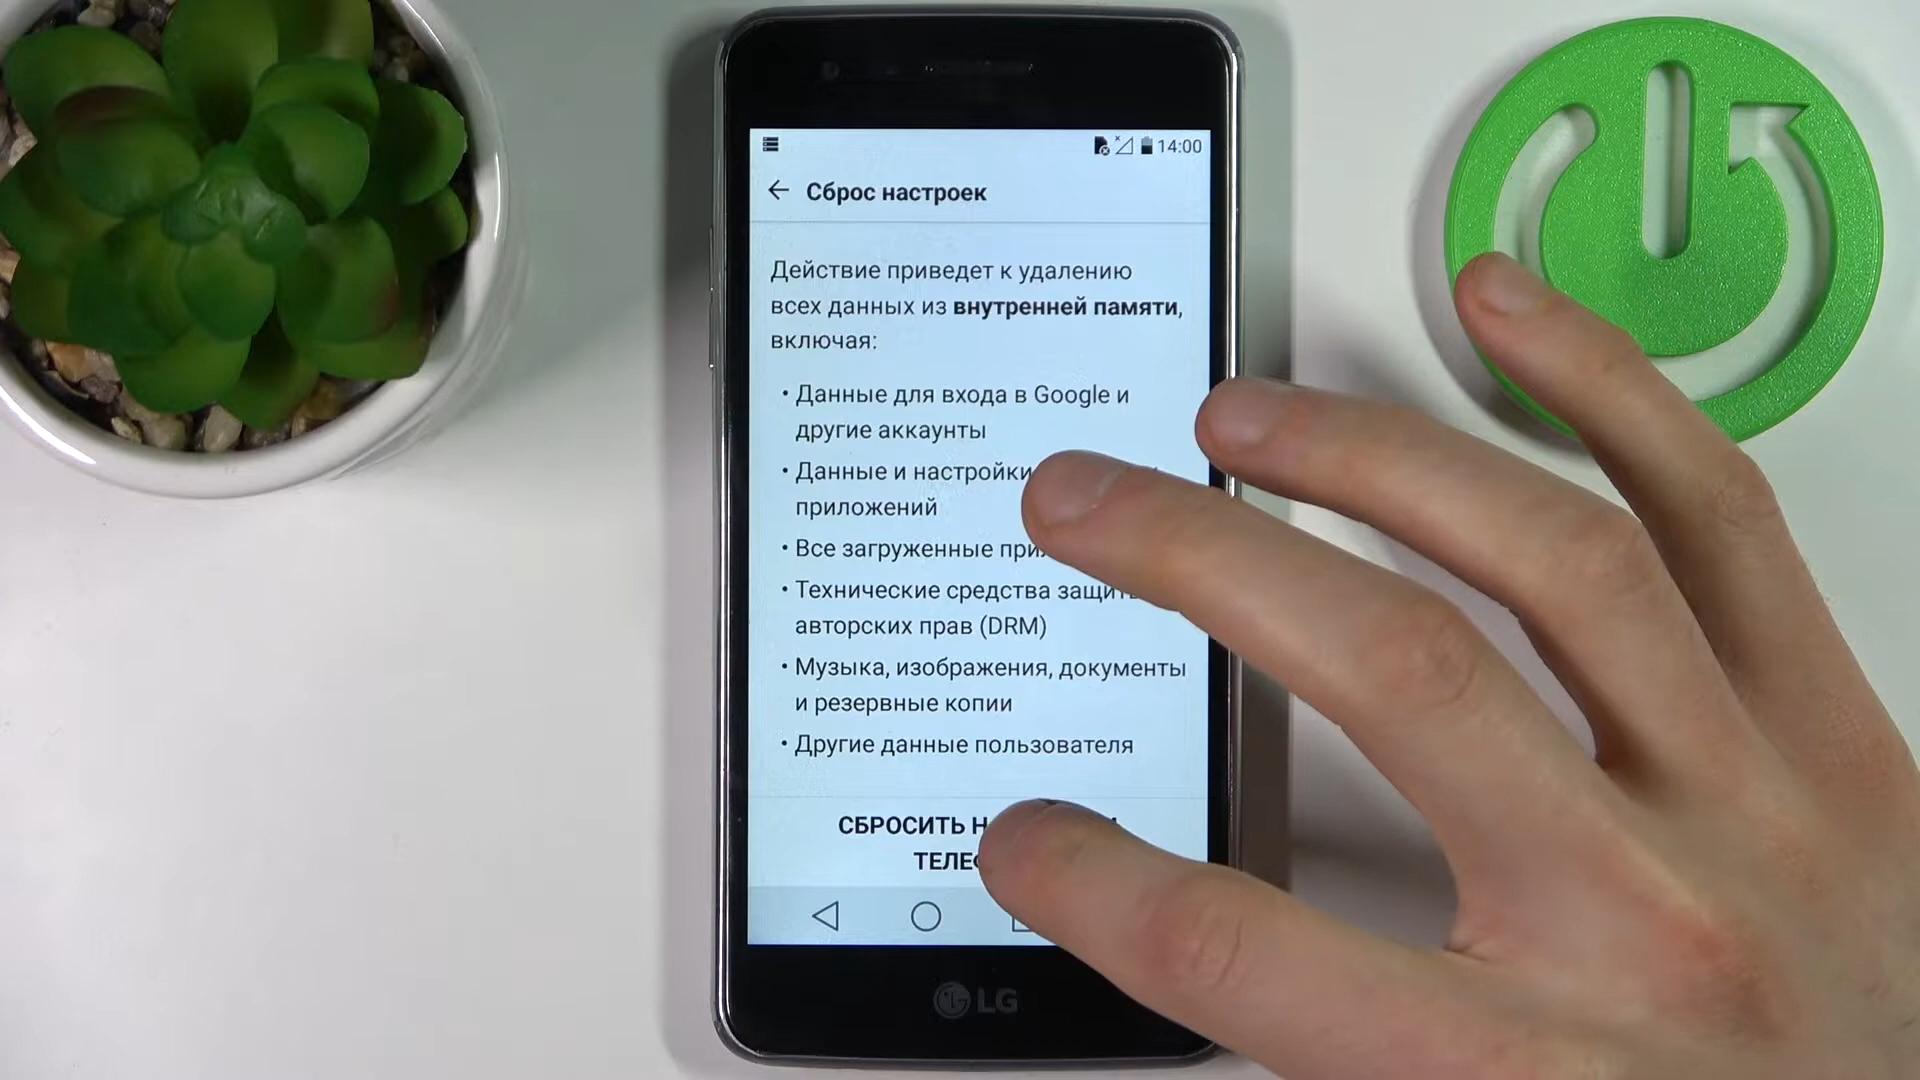 14:00
Сброс настроек
Действие приведет к удалению
всех данных из внутренней памяти,
включая:
• Данные для входа в Google и
другие аккаунты
• Данные и настройки
приложений
• Все загруженные
• Технические средства защиты
авторских прав (DRM)
• Музыка, изображения, документы
и резервные копии
• Другие данные пользователя
СБРОСИТЬ
LG